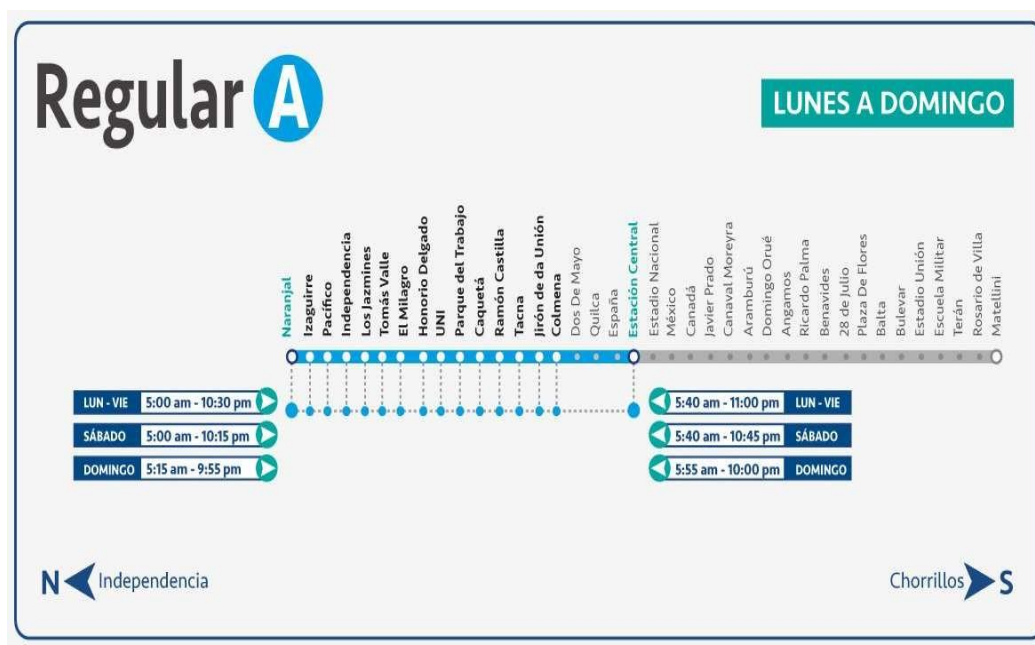 Regular A
LUNES A DOMINGO
Naranjal
Izaguirre
Pacífico
Independencia
Los Jazmines
Tomás Valle
El Milagro
Honorio Delgado
UNI
Parque del Trabajo
Caquetá
Ramón Castilla
Tacna
Jirón de da Unión
Colmena
Dos De Mayo
Quilca
España
Estación Central
Estadio Nacional
México
Canadá
Javier Prado
Canaval Moreyra
Aramburú
Domingo Orué
Angamos
Ricardo Palma
Benavides
28 de Julio
Plaza De Flores
Balta
Bulevar
Estadio Unión
Escuela Militar
Terán
Rosario de Villa
Matellini
LUN - VIE 5:00 am - 10:30 pm
SÁBADO 5:00 am - 10:15 pm
DOMINGO 5:15 am - 9:55 pm
5:40 am - 11:00 pm LUN - VIE
5:40 am - 10:45 pm SÁBADO
5:55 am - 10:00 pm DOMINGO
N Independencia
Chorrillos S